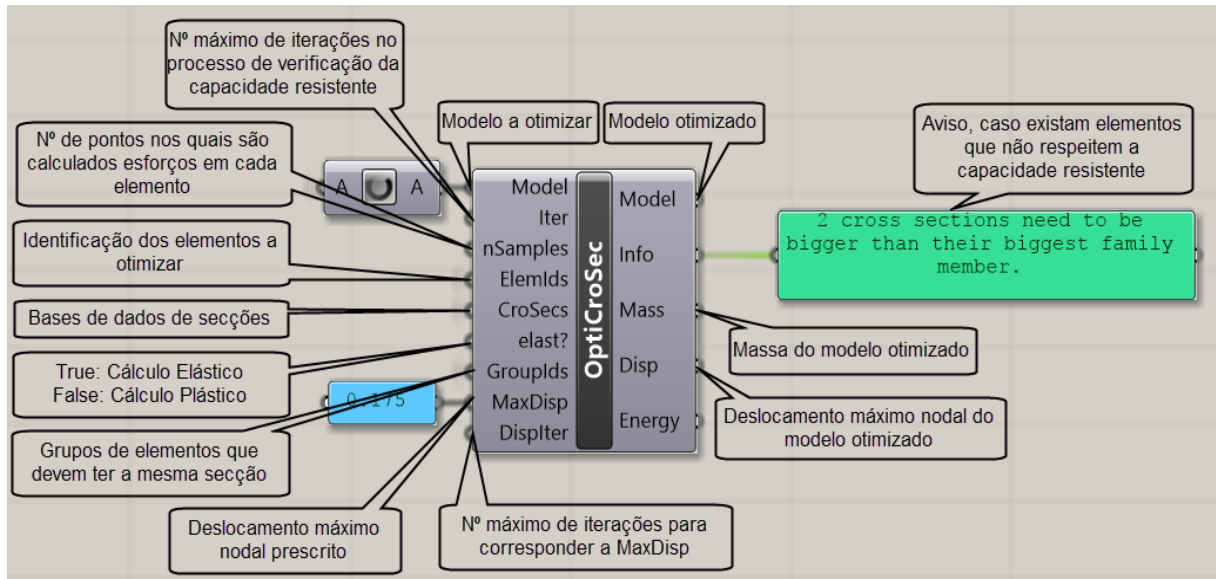 Nº máximo de iterações no
processo de verificação da
capacidade resistente
Nº de pontos nos quais são
calculados esforços em cada
elemento
Identificação dos elementos a
otimizar
Bases de dados de secções
True: Cálculo Elástico
False: Cálculo Plástico
Grupos de elementos que
devem ter a mesma secção
Deslocamento máximo
nodal prescrito
Nº máximo de iterações para
corresponder a MaxDisp
Modelo a otimizar
Modelo otimizado
A A
0.175
Model
Iter
nSamples
ElemIds
CroSecs
elast?
GroupIds
MaxDisp
DispIter
OptiCroSec
Model
Info
Mass
Disp
Energy
Aviso, caso existam elementos
que não respeitem a
capacidade resistente
2 cross sections need to be
bigger than their biggest family
member.
Massa do modelo otimizado
Deslocamento máximo nodal do
modelo otimizado